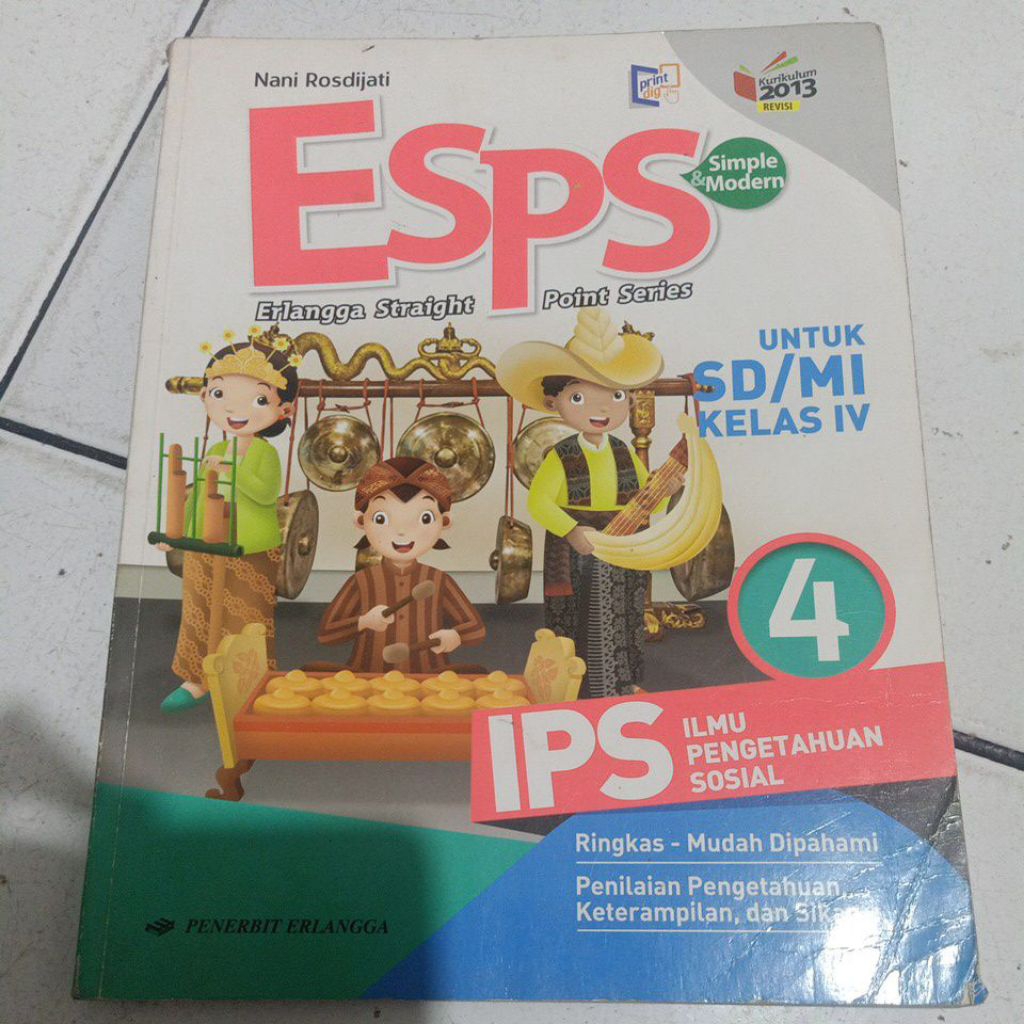 Nani Rosdijati
print
dig
Kurikulum
2013
REVISI
ESPS
Simple
&Modern
Erlangga Straight Point Series
UNTUK
SD/MI
KELAS IV
4
IPS
ILMU
PENGETAHUAN
SOSIAL
Ringkas - Mudah Dipahami
Penilaian Pengetahuan,
Keterampilan, dan
PENERBIT ERLANGGA